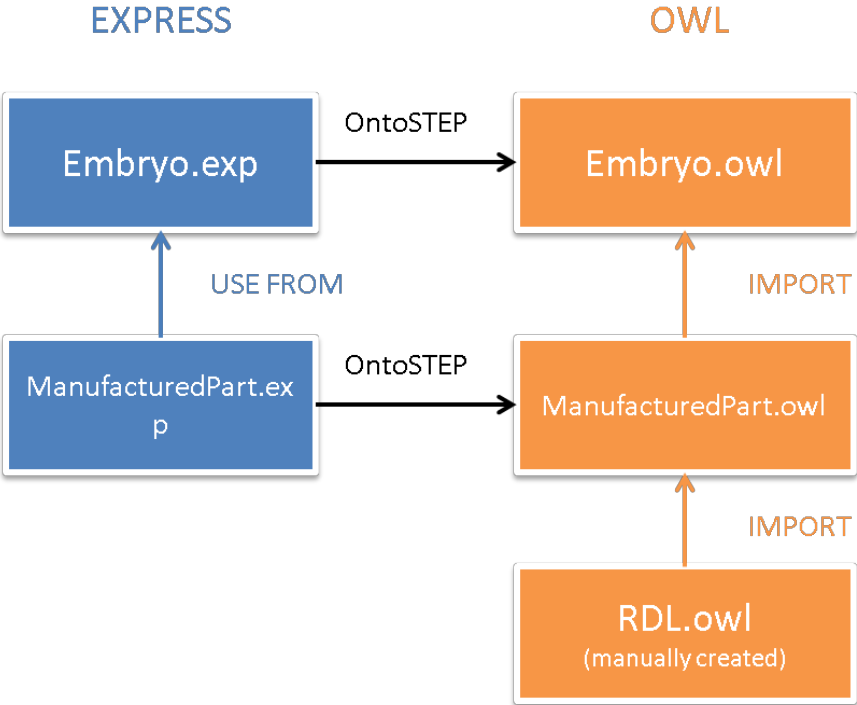 EXPRESS
OWL
Embryo.exp
OntoSTEP
Embryo.owl
USE FROM
IMPORT
ManufacturedPart.ex
p
OntoSTEP
ManufacturedPart.owl
IMPORT
RDL.owl
(manually created)